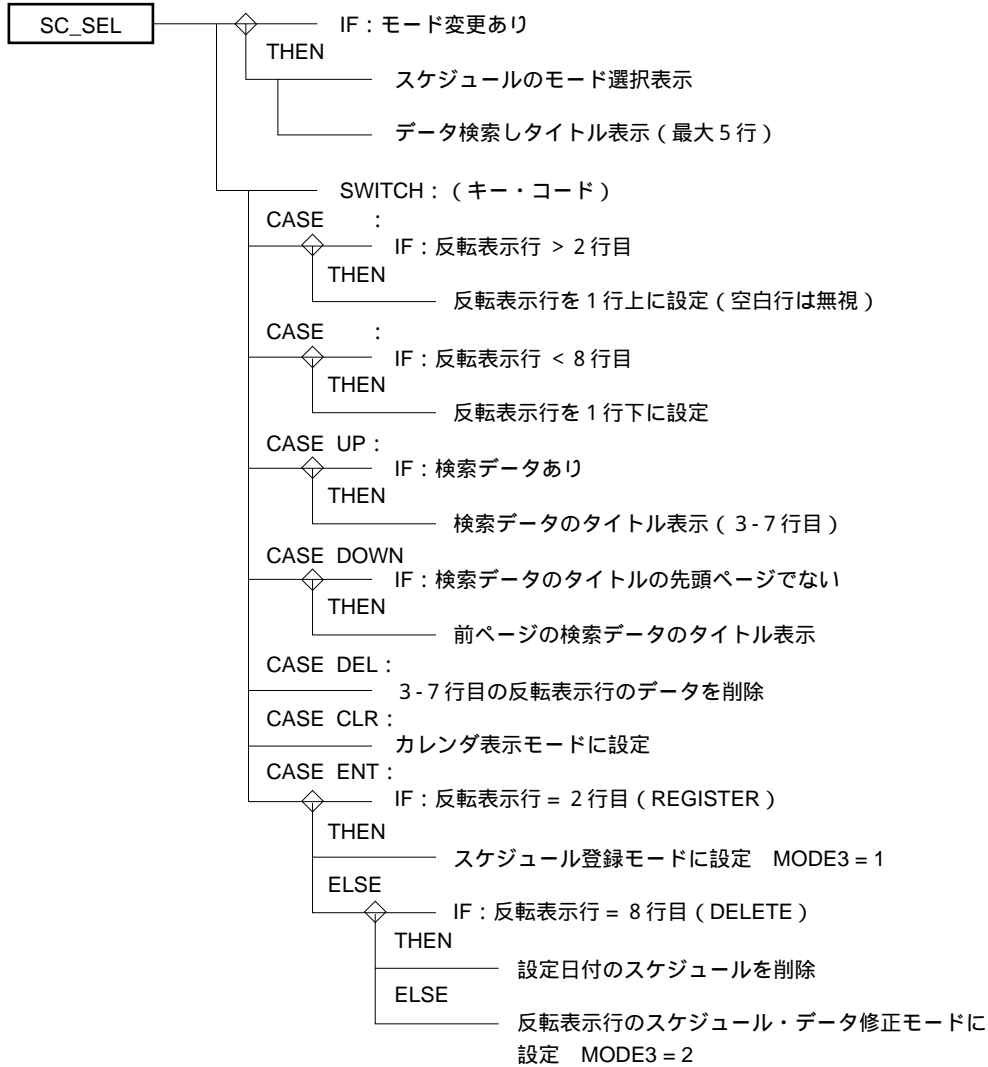 SC_SEL
IF：モード変更あり
THEN
スケジュールのモード選択表示
データ検索しタイトル表示（最大5行）
SWITCH：（キー・コード）
CASE ：
IF：反転表示行 > 2行目
THEN
反転表示行を1行上に設定（空白行は無視）
CASE ：
IF：反転表示行 < 8行目
THEN
反転表示行を1行下に設定
CASE UP：
IF：検索データあり
THEN
検索データのタイトル表示（3-7行目）
CASE DOWN
IF：検索データのタイトルの先頭ページでない
THEN
前ページの検索データのタイトル表示
CASE DEL：
3-7行目の反転表示行のデータを削除
CASE CLR：
カレンダ表示モードに設定
CASE ENT：
IF：反転表示行 = 2行目（REGISTER）
THEN
スケジュール登録モードに設定 MODE3 = 1
ELSE
IF：反転表示行 = 8行目（DELETE）
THEN
設定日付のスケジュールを削除
ELSE
反転表示行のスケジュール・データ修正モードに
設定 MODE3 = 2